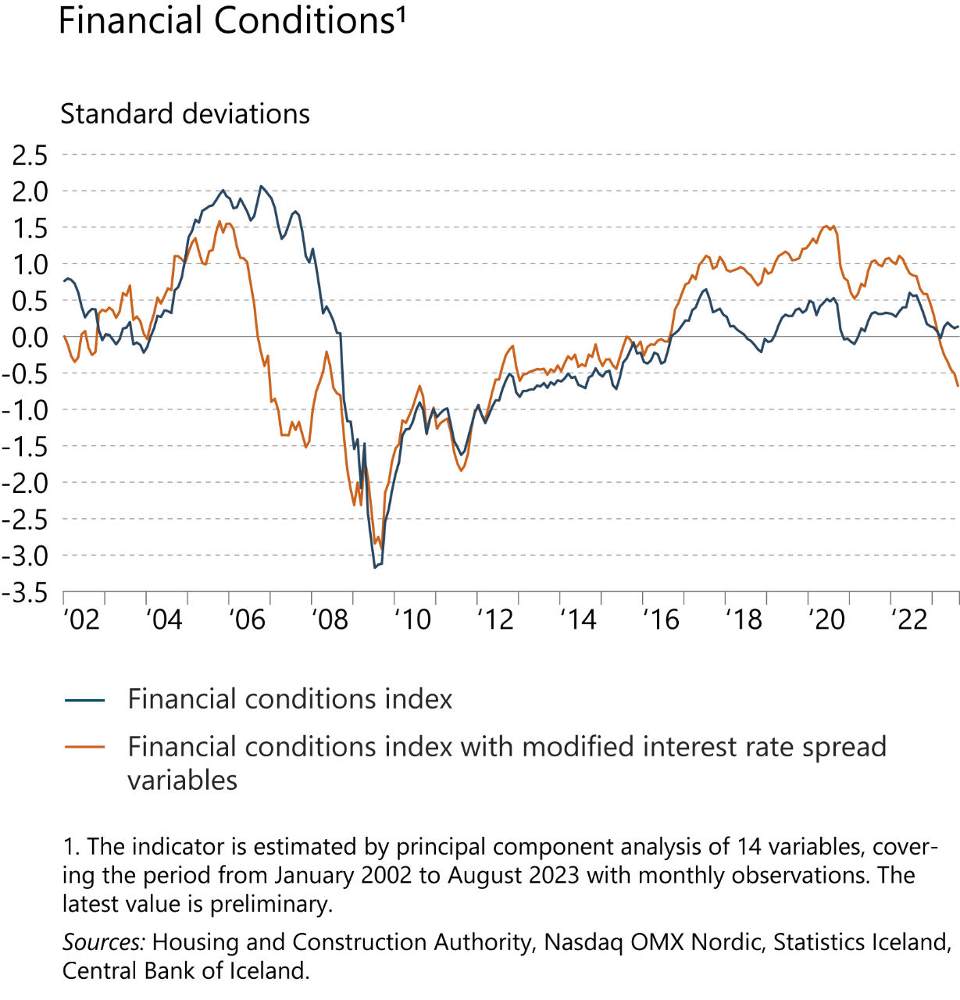 Financial Conditions¹
Standard deviations
2.5
2.0
1.5
1.0
0.5
0.0
-0.5
-1.0
-1.5
-2.0
-2.5
-3.0
-3.5
‘02 ‘04 ‘06 ‘08 ‘10 ‘12 ‘14 ‘16 ‘18 ‘20 ‘22
Financial conditions index
Financial conditions index with modified interest rate spread
variables
1. The indicator is estimated by principal component analysis of 14 variables, cover-
ing the period from January 2002 to August 2023 with monthly observations. The
latest value is preliminary.
Sources: Housing and Construction Authority, Nasdaq OMX Nordic, Statistics Iceland,
Central Bank of Iceland.